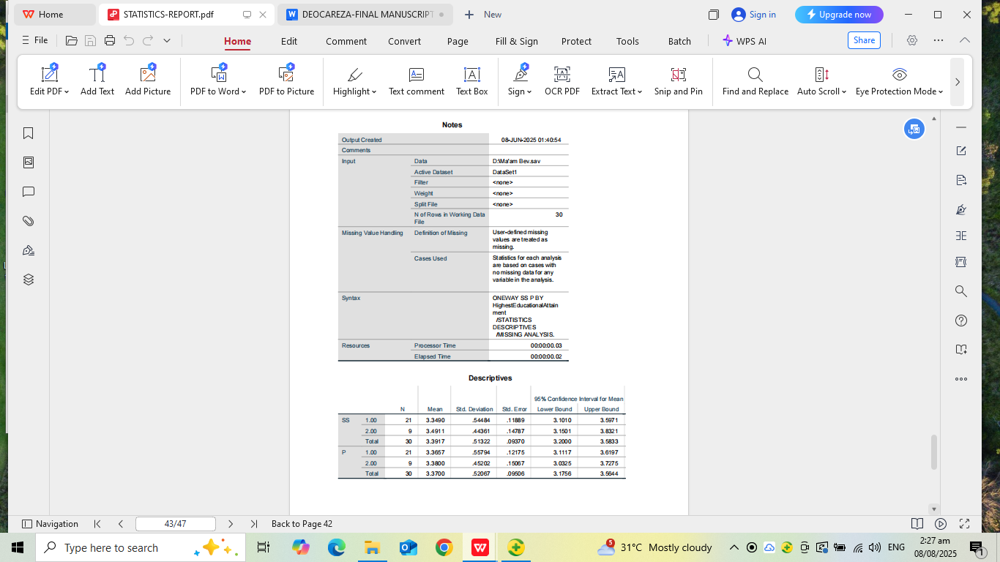 Home STATISTICS-REPORT.pdf DEOCAREZA-FINAL MANUSCRIPT New Sign in Upgrade now
File Home Edit Comment Convert Page Fill & Sign Protect Tools Batch WPS AI Share
Edit PDF Add Text Add Picture PDF to Word PDF to Picture Highlight Text comment Text Box Sign OCR PDF Extract Text Snip and Pin Find and Replace Auto Scroll Eye Protection Mode
Notes
Output Created 08-JUN-2025 01:40:54
Comments
Input Data D:\Ma'am Bev.sav
Active Dataset DataSet1
Filter <none>
Weight <none>
Split File <none>
N of Rows in Working Data 30
File
Missing Value Handling Definition of Missing User-defined missing
values are treated as
missing.
Cases Used Statistics for each analysis
are based on cases with
no missing data for any
variable in the analysis.
Syntax ONEWAY SS P BY
HighestEducationalAttain
ment
/STATISTICS
DESCRIPTIVES
/MISSING ANALYSIS.
Resources Processor Time 00:00:00.03
Elapsed Time 00:00:00.02
Descriptives
95% Confidence Interval for Mean
N Mean Std. Deviation Std. Error Lower Bound Upper Bound
SS 1.00 21 3.3490 .54484 .11889 3.1010 3.5971
2.00 9 3.4911 .44361 .14787 3.1501 3.8321
Total 30 3.3917 .51322 .09370 3.2000 3.5833
P 1.00 21 3.3657 .55794 .12175 3.1117 3.6197
2.00 9 3.3800 .45202 .15067 3.0325 3.7275
Total 30 3.3700 .52067 .09506 3.1756 3.5644
Navigation 43/47 Back to Page 42
Type here to search 5 31°C Mostly cloudy ENG 2:27 am
08/08/2025 1